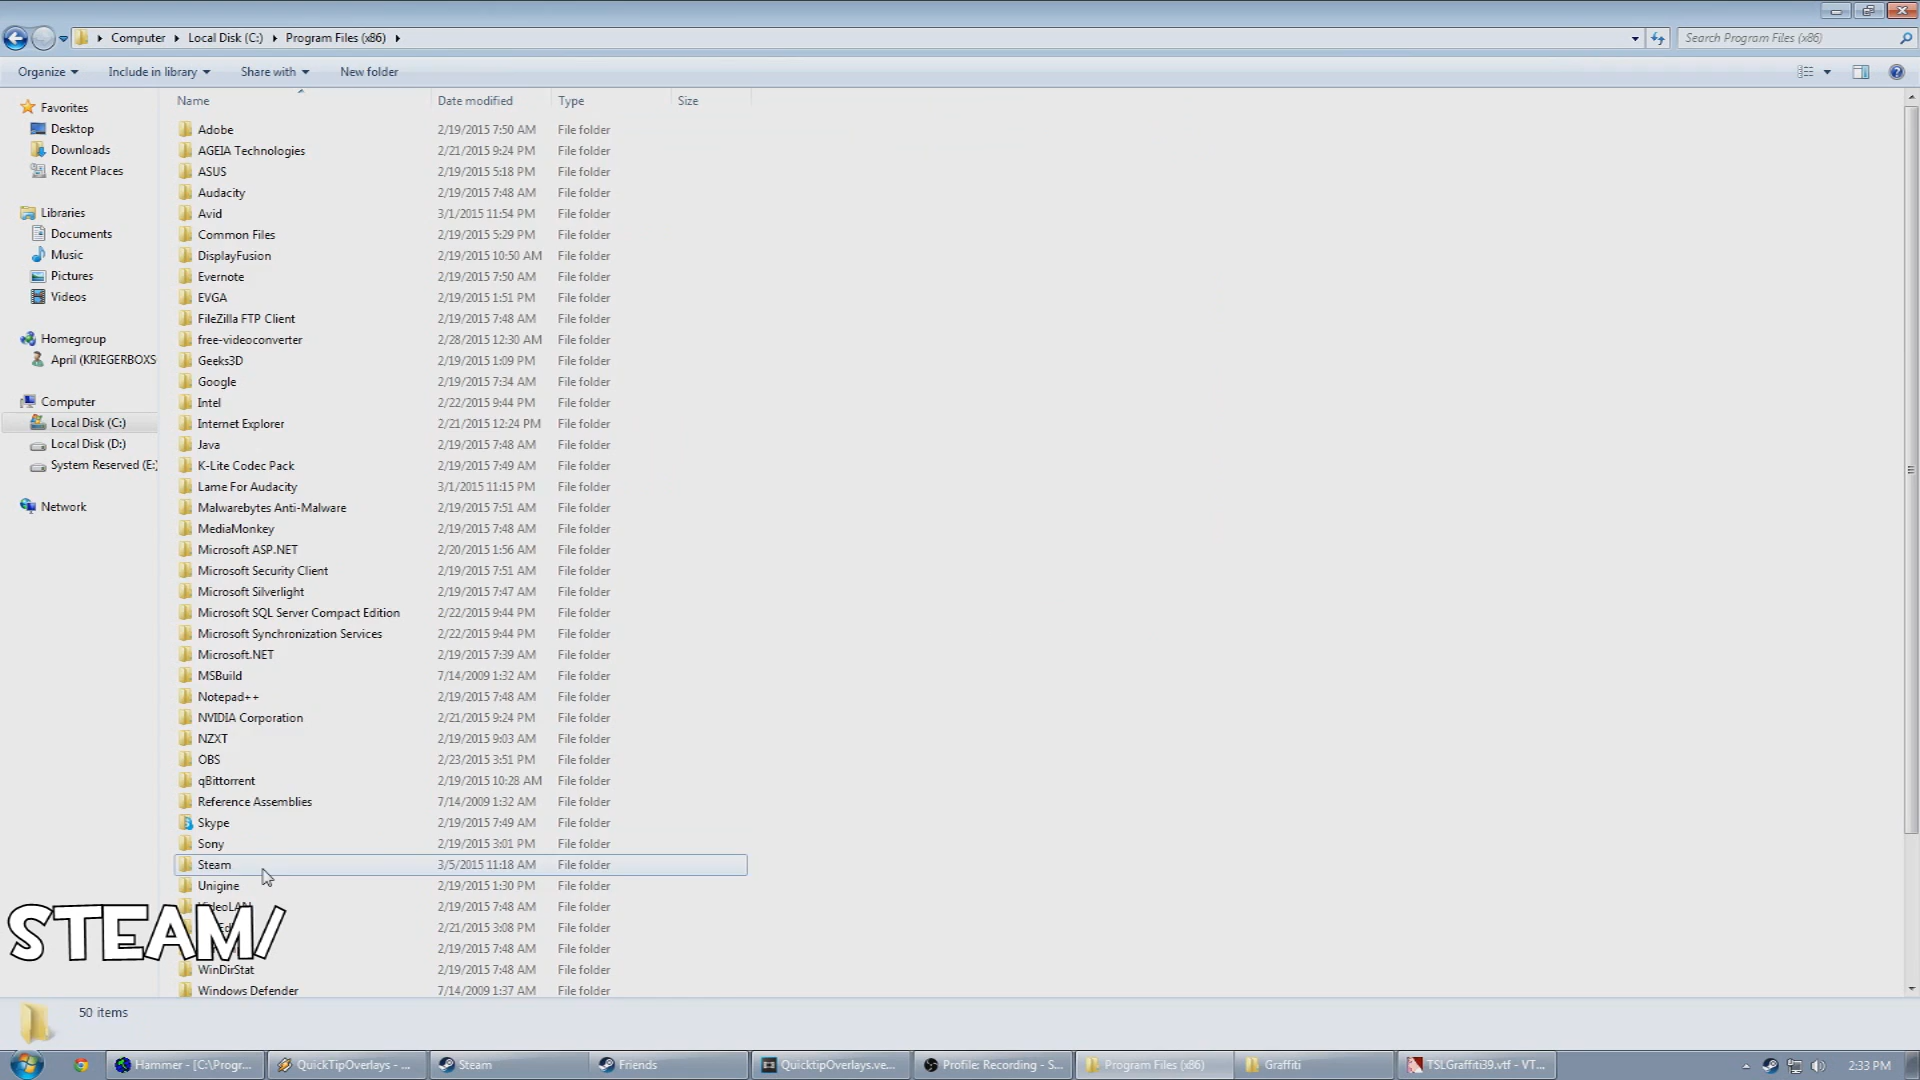 Computer Local Disk (C:) Program Files (x86) Search Program Files (x86)
Organize Include in library Share with New folder
Name Date modified Type Size
Favorites
Desktop
Downloads
Recent Places
Libraries
Documents
Music
Pictures
Videos
Homegroup
April (KRIEGERBOXS
Computer
Local Disk (C:)
Local Disk (D:)
System Reserved (E:)
Network
Adobe 2/19/2015 7:50 AM File folder
AGEIA Technologies 2/21/2015 9:24 PM File folder
ASUS 2/19/2015 5:18 PM File folder
Audacity 2/19/2015 7:48 AM File folder
Avid 3/1/2015 11:54 PM File folder
Common Files 2/19/2015 5:29 PM File folder
DisplayFusion 2/19/2015 10:50 AM File folder
Evernote 2/19/2015 7:50 AM File folder
EVGA 2/19/2015 1:51 PM File folder
FileZilla FTP Client 2/19/2015 7:48 AM File folder
free-videoconverter 2/28/2015 12:30 AM File folder
Geeks3D 2/19/2015 1:09 PM File folder
Google 2/19/2015 7:34 AM File folder
Intel 2/22/2015 9:44 PM File folder
Internet Explorer 2/21/2015 12:24 PM File folder
Java 2/19/2015 7:48 AM File folder
K-Lite Codec Pack 2/19/2015 7:49 AM File folder
Lame For Audacity 3/1/2015 11:15 PM File folder
Malwarebytes Anti-Malware 2/19/2015 7:51 AM File folder
MediaMonkey 2/19/2015 7:48 AM File folder
Microsoft ASP.NET 2/20/2015 1:56 AM File folder
Microsoft Security Client 2/19/2015 7:51 AM File folder
Microsoft Silverlight 2/19/2015 7:47 AM File folder
Microsoft SQL Server Compact Edition 2/22/2015 9:44 PM File folder
Microsoft Synchronization Services 2/22/2015 9:44 PM File folder
Microsoft.NET 2/19/2015 7:39 AM File folder
MSBuild 7/14/2009 1:32 AM File folder
Notepad++ 2/19/2015 7:48 AM File folder
NVIDIA Corporation 2/21/2015 9:24 PM File folder
NZXT 2/19/2015 9:03 AM File folder
OBS 2/23/2015 3:51 PM File folder
qBittorrent 2/19/2015 10:28 AM File folder
Reference Assemblies 7/14/2009 1:32 AM File folder
Skype 2/19/2015 7:49 AM File folder
Sony 2/19/2015 3:01 PM File folder
Steam 3/5/2015 11:18 AM File folder
Unigine 2/19/2015 1:30 PM File folder
2/19/2015 7:48 AM File folder
2/21/2015 3:08 PM File folder
2/19/2015 7:48 AM File folder
WinDirStat 2/19/2015 7:48 AM File folder
Windows Defender 7/14/2009 1:37 AM File folder
STEAM/
50 items
Hammer - [C:\Progr... QuickTipOverlays - ... Steam Friends QuicktipOverlays.ve... Profile: Recording - S... Program Files (x86) Graffiti TSLGraffiti39.vtf - VT... 2:33 PM